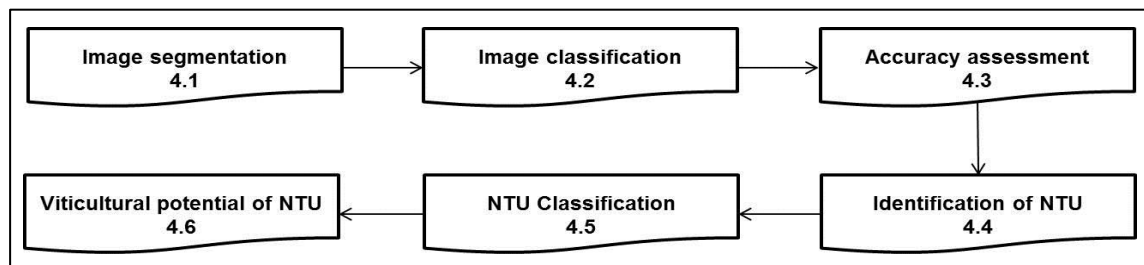 Image segmentation
4.1
Image classification
4.2
Accuracy assessment
4.3
Identification of NTU
4.4
NTU Classification
4.5
Viticultural potential of NTU
4.6